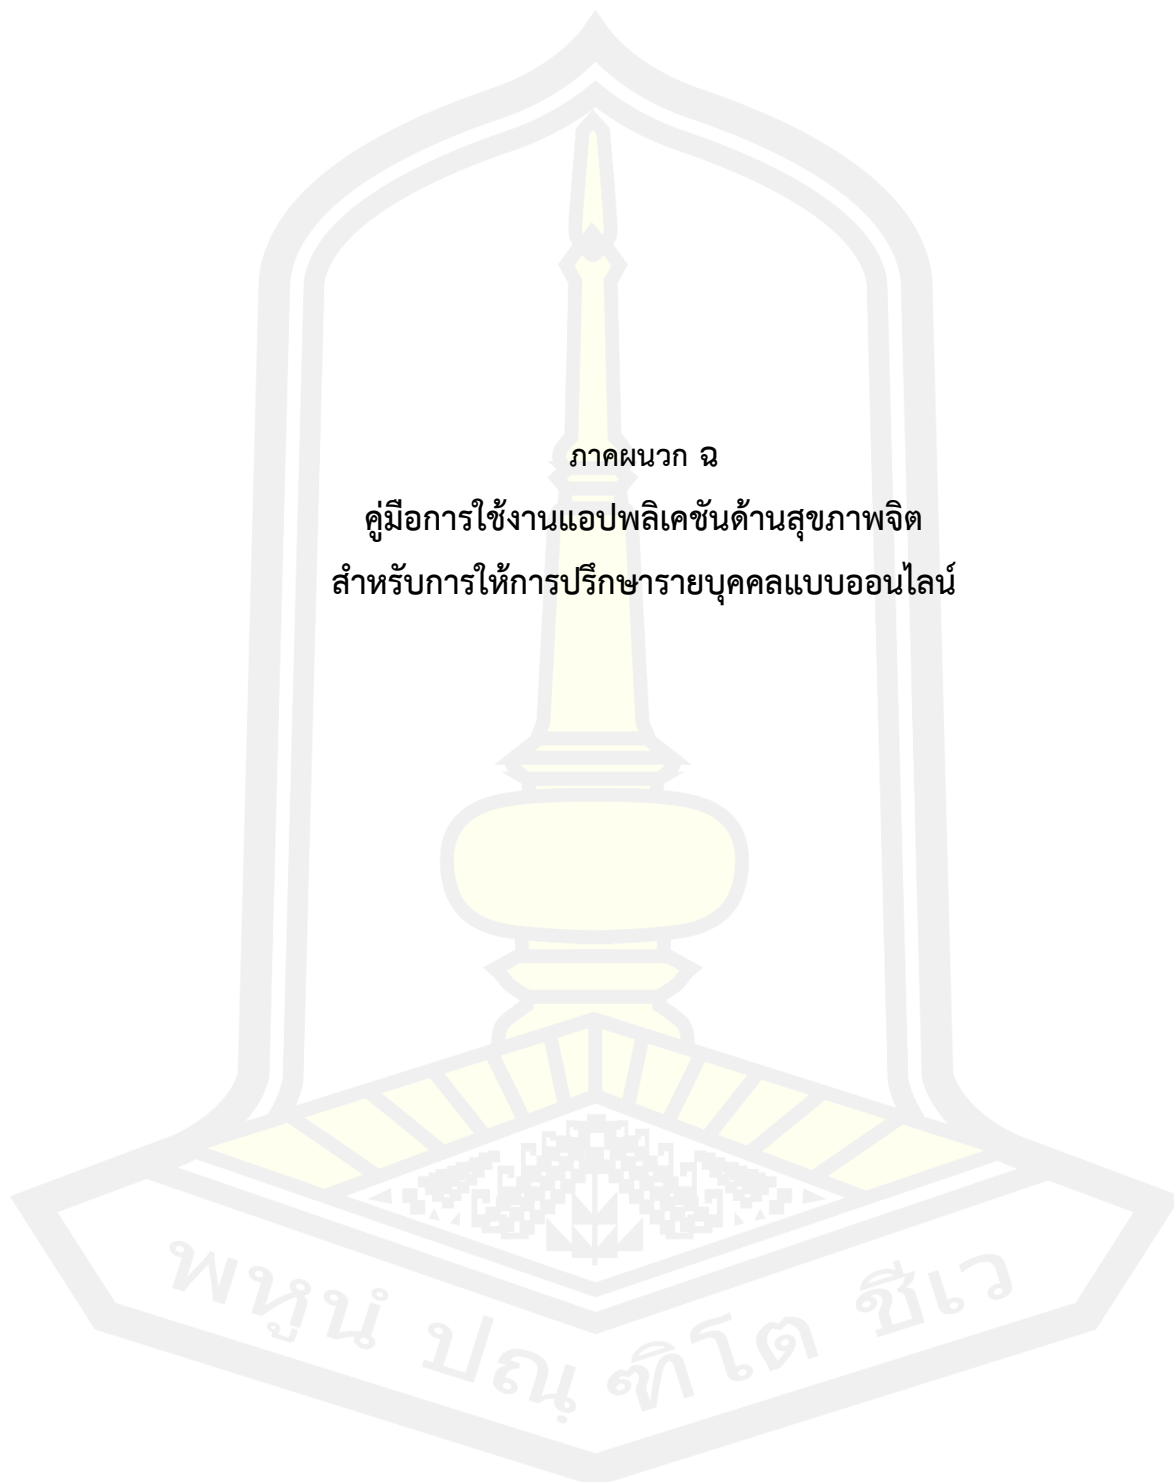 ภาคผนวก ฉ
คู่มือการใช้งานแอปพลิเคชันด้านสุขภาพจิต
สำหรับการให้การปรึกษารายบุคคลแบบออนไลน์
พหูนํ ปณฺฑิโต ชีเว